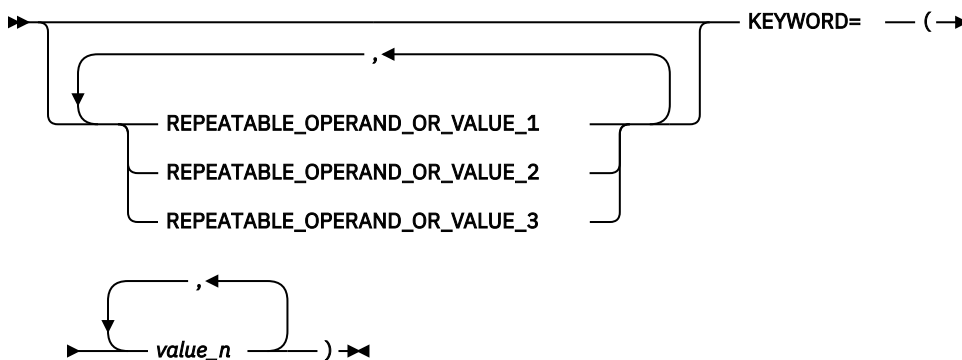 KEYWORD= (
,
REPEATABLE_OPERAND_OR_VALUE_1
REPEATABLE_OPERAND_OR_VALUE_2
REPEATABLE_OPERAND_OR_VALUE_3
,
value_n )